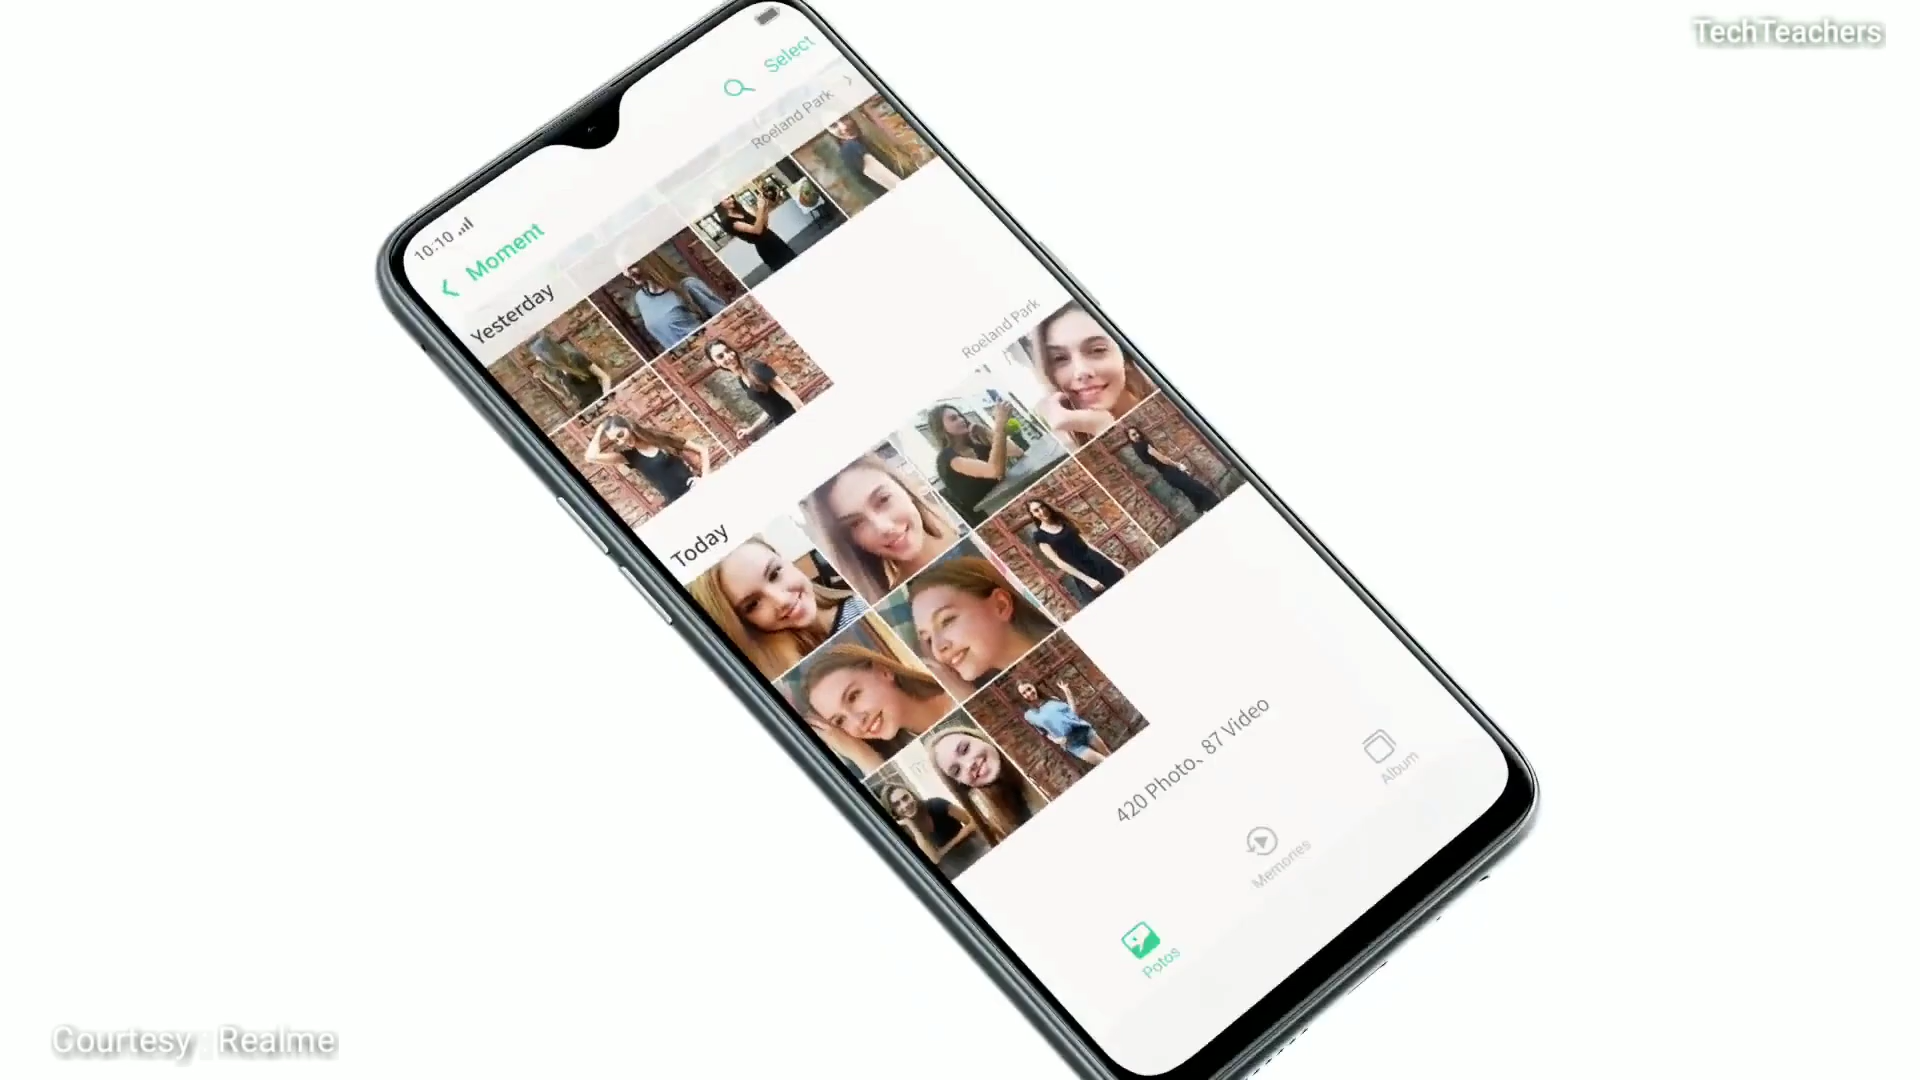 TechTeachers
10:10
Moment
Select
Yesterday
Roeland Park
Today
Roeland Park
420 Photo、87 Video
Potos
Memories
Album
Courtesy : Realme